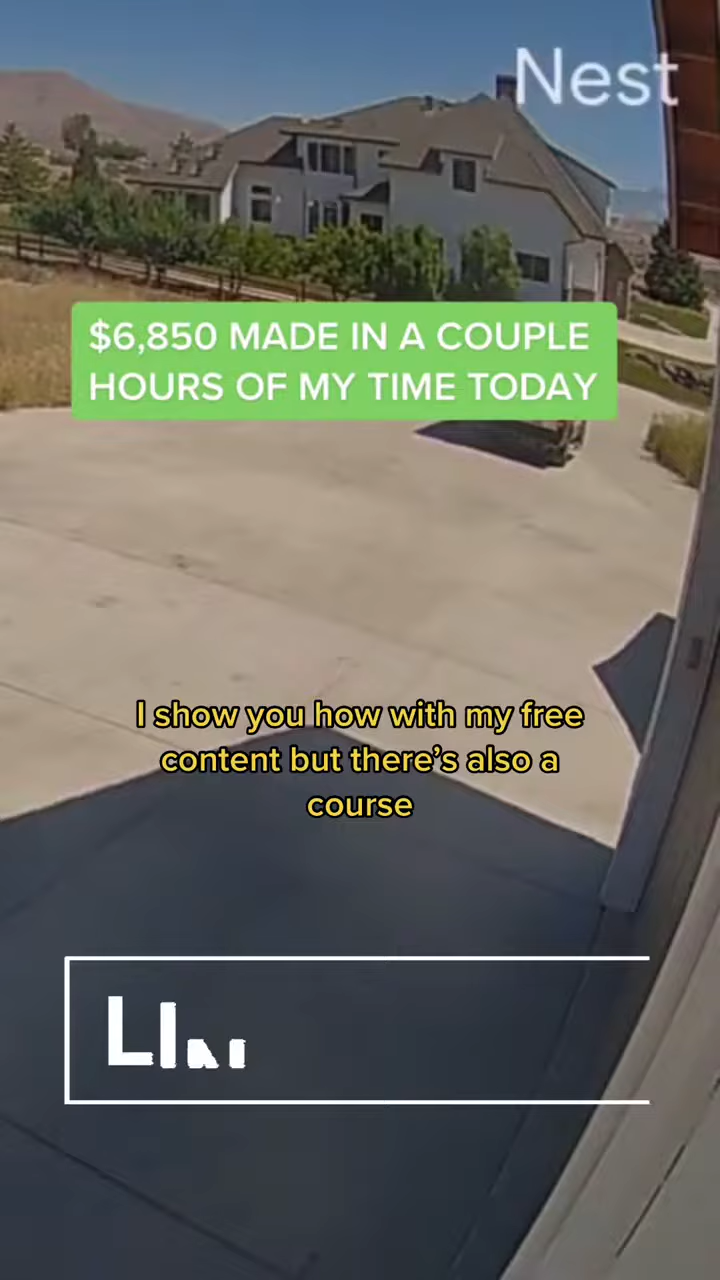 Nest
$6,850 MADE IN A COUPLE
HOURS OF MY TIME TODAY
I show you how with my free
content but there's also a
course